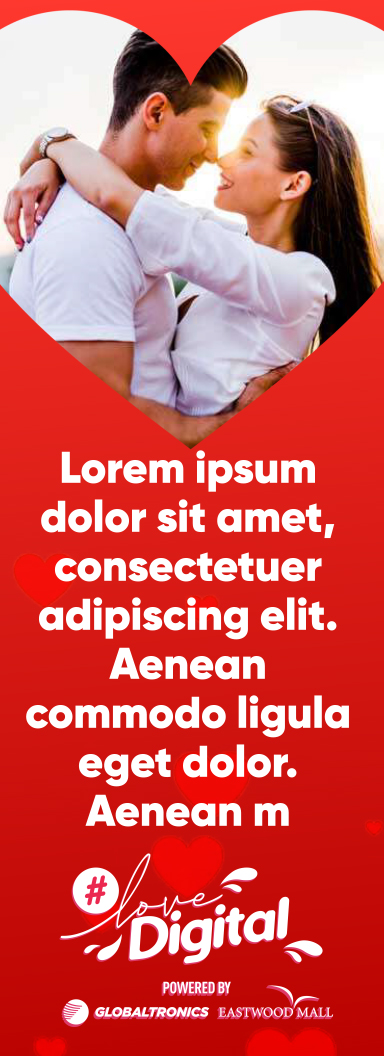 Lorem ipsum
dolor sit amet,
consectetuer
adipiscing elit.
Aenean
commodo ligula
eget dolor.
Aenean m
#love
Digital
POWERED BY
GLOBALTRONICS EASTWOOD MALL